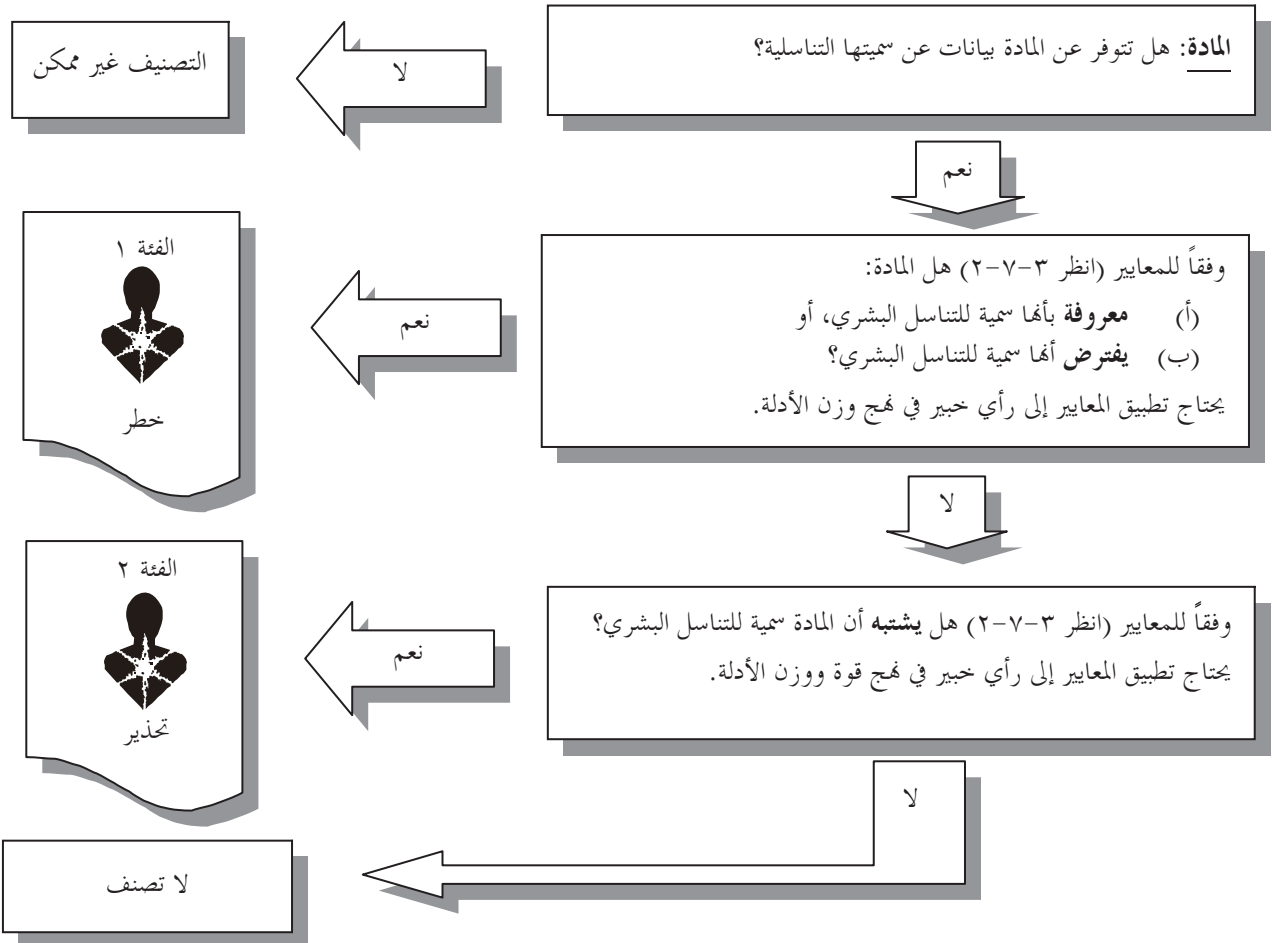 المادة: هل تتوفر عن المادة بيانات عن سميتها التناسلية؟
لا
التصنيف غير ممكن
نعم
وفقاً للمعايير (انظر ٣-٧-٢) هل المادة:
(أ) معروفة بأنها سمية للتناسل البشري، أو
(ب) يفترض أنها سمية للتناسل البشري؟
يحتاج تطبيق المعايير إلى رأي خبير في نهج وزن الأدلة.
نعم
الفئة ١
خطر
لا
وفقاً للمعايير (انظر ٣-٧-٢) هل يشتبه أن المادة سمية للتناسل البشري؟
يحتاج تطبيق المعايير إلى رأي خبير في نهج قوة ووزن الأدلة.
نعم
الفئة ٢
تحذير
لا
لا تصنف